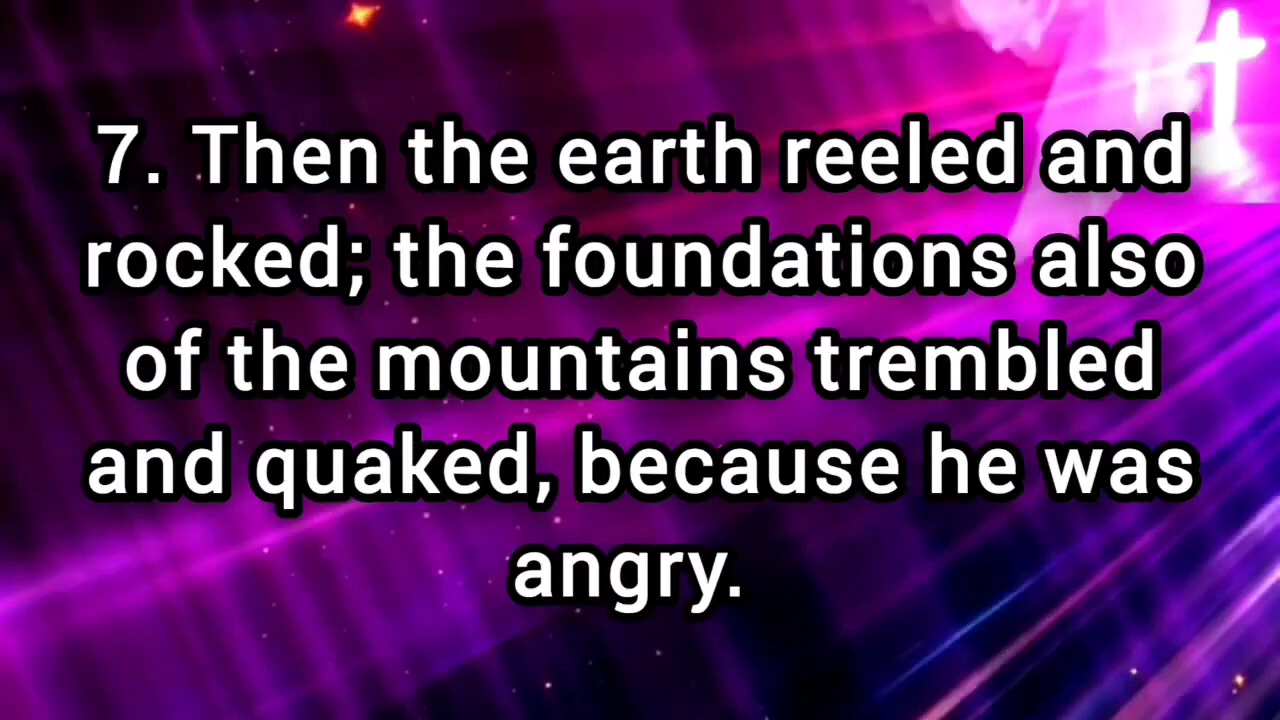 7. Then the earth reeled and
rocked; the foundations also
of the mountains trembled
and quaked, because he was
angry.